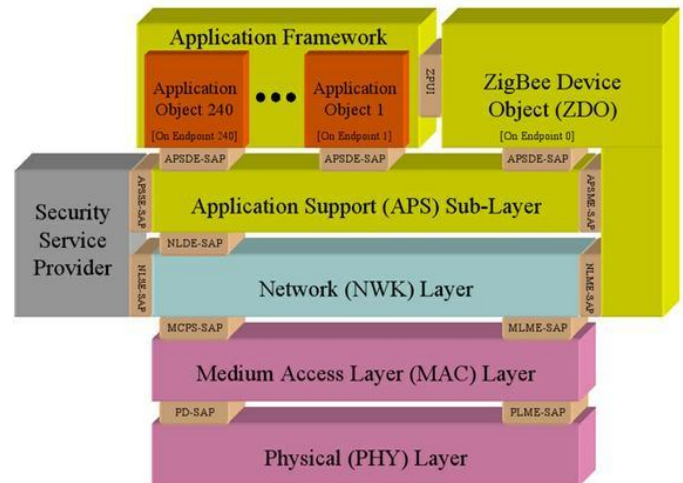 Application Framework
Application
Object 240
[On Endpoint 240]
Application
Object 1
[On Endpoint 1]
ZPUI
ZigBee Device
Object (ZDO)
[On Endpoint 0]
APSDE-SAP
APSDE-SAP
APSDE-SAP
Security
Service
Provider
APSSE-SAP
Application Support (APS) Sub-Layer
APSME-SAP
NLDE-SAP
NLSE-SAP
Network (NWK) Layer
NLME-SAP
MCPS-SAP
MLME-SAP
Medium Access Layer (MAC) Layer
PD-SAP
PLME-SAP
Physical (PHY) Layer